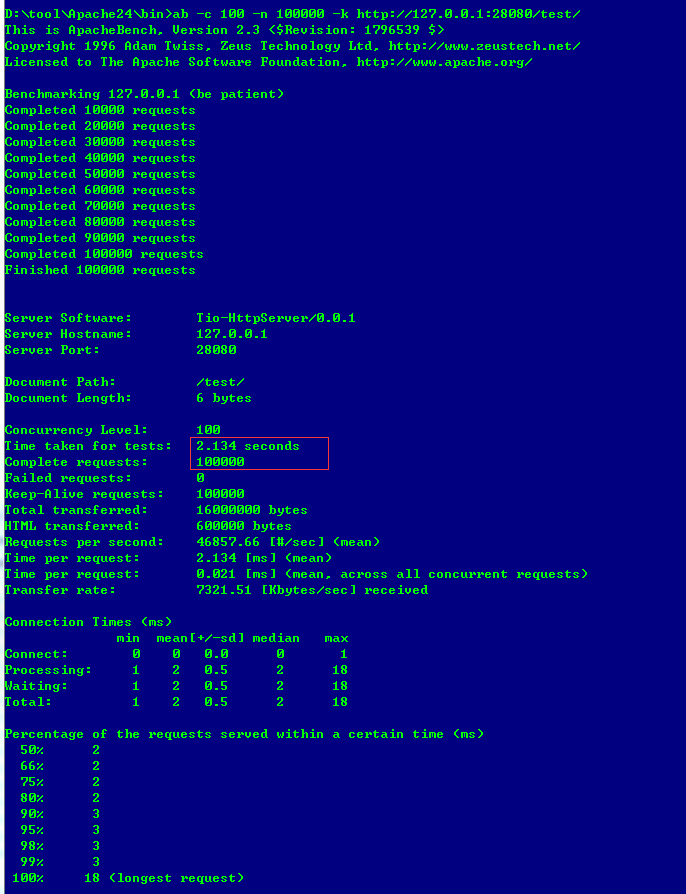 D:\tool\Apache24\bin>ab -c 100 -n 100000 -k http://127.0.0.1:28080/test/
This is ApacheBench, Version 2.3 <$Revision: 1796539 $>
Copyright 1996 Adam Twiss, Zeus Technology Ltd, http://www.zeustech.net/
Licensed to The Apache Software Foundation, http://www.apache.org/
Benchmarking 127.0.0.1 (be patient)
Completed 10000 requests
Completed 20000 requests
Completed 30000 requests
Completed 40000 requests
Completed 50000 requests
Completed 60000 requests
Completed 70000 requests
Completed 80000 requests
Completed 90000 requests
Completed 100000 requests
Finished 100000 requests
Server Software:        Tio-HttpServer/0.0.1
Server Hostname:        127.0.0.1
Server Port:            28080
Document Path:          /test/
Document Length:        6 bytes
Concurrency Level:      100
Time taken for tests:   2.134 seconds
Complete requests:      100000
Failed requests:        0
Keep-Alive requests:    100000
Total transferred:      16000000 bytes
HTML transferred:       600000 bytes
Requests per second:    46857.66 [#/sec] (mean)
Time per request:       2.134 [ms] (mean)
Time per request:       0.021 [ms] (mean, across all concurrent requests)
Transfer rate:          7321.51 [Kbytes/sec] received
Connection Times (ms)
              min  mean[+/-sd] median   max
Connect:        0    0   0.0      0       1
Processing:     1    2   0.5      2      18
Waiting:        1    2   0.5      2      18
Total:          1    2   0.5      2      18
Percentage of the requests served within a certain time (ms)
  50%      2
  66%      2
  75%      2
  80%      2
  90%      3
  95%      3
  98%      3
  99%      3
 100%     18 (longest request)